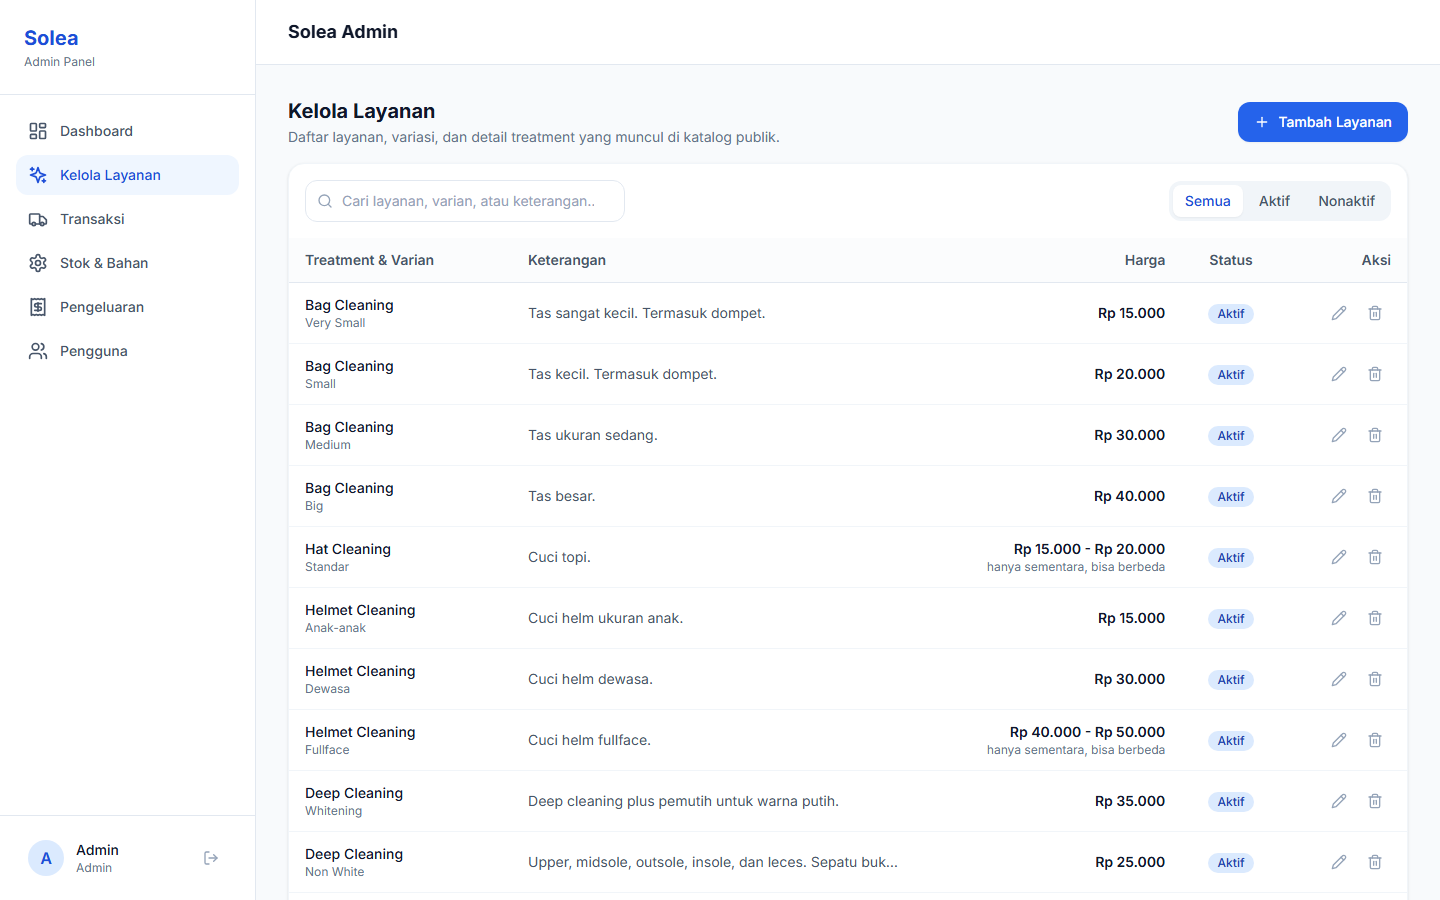 Solea
Admin Panel
Dashboard
Kelola Layanan
Transaksi
Stok & Bahan
Pengeluaran
Pengguna
A
Admin
Admin
Solea Admin
Kelola Layanan
Daftar layanan, variasi, dan detail treatment yang muncul di katalog publik.
Tambah Layanan
Cari layanan, varian, atau keterangan..
Semua Aktif Nonaktif
Treatment & Varian Keterangan Harga Status Aksi
Bag Cleaning
Very Small
Tas sangat kecil. Termasuk dompet.
Rp 15.000
Aktif
Bag Cleaning
Small
Tas kecil. Termasuk dompet.
Rp 20.000
Aktif
Bag Cleaning
Medium
Tas ukuran sedang.
Rp 30.000
Aktif
Bag Cleaning
Big
Tas besar.
Rp 40.000
Aktif
Hat Cleaning
Standar
Cuci topi.
Rp 15.000 - Rp 20.000
hanya sementara, bisa berbeda
Aktif
Helmet Cleaning
Anak-anak
Cuci helm ukuran anak.
Rp 15.000
Aktif
Helmet Cleaning
Dewasa
Cuci helm dewasa.
Rp 30.000
Aktif
Helmet Cleaning
Fullface
Cuci helm fullface.
Rp 40.000 - Rp 50.000
hanya sementara, bisa berbeda
Aktif
Deep Cleaning
Whitening
Deep cleaning plus pemutih untuk warna putih.
Rp 35.000
Aktif
Deep Cleaning
Non White
Upper, midsole, outsole, insole, dan leces. Sepatu buk...
Rp 25.000
Aktif